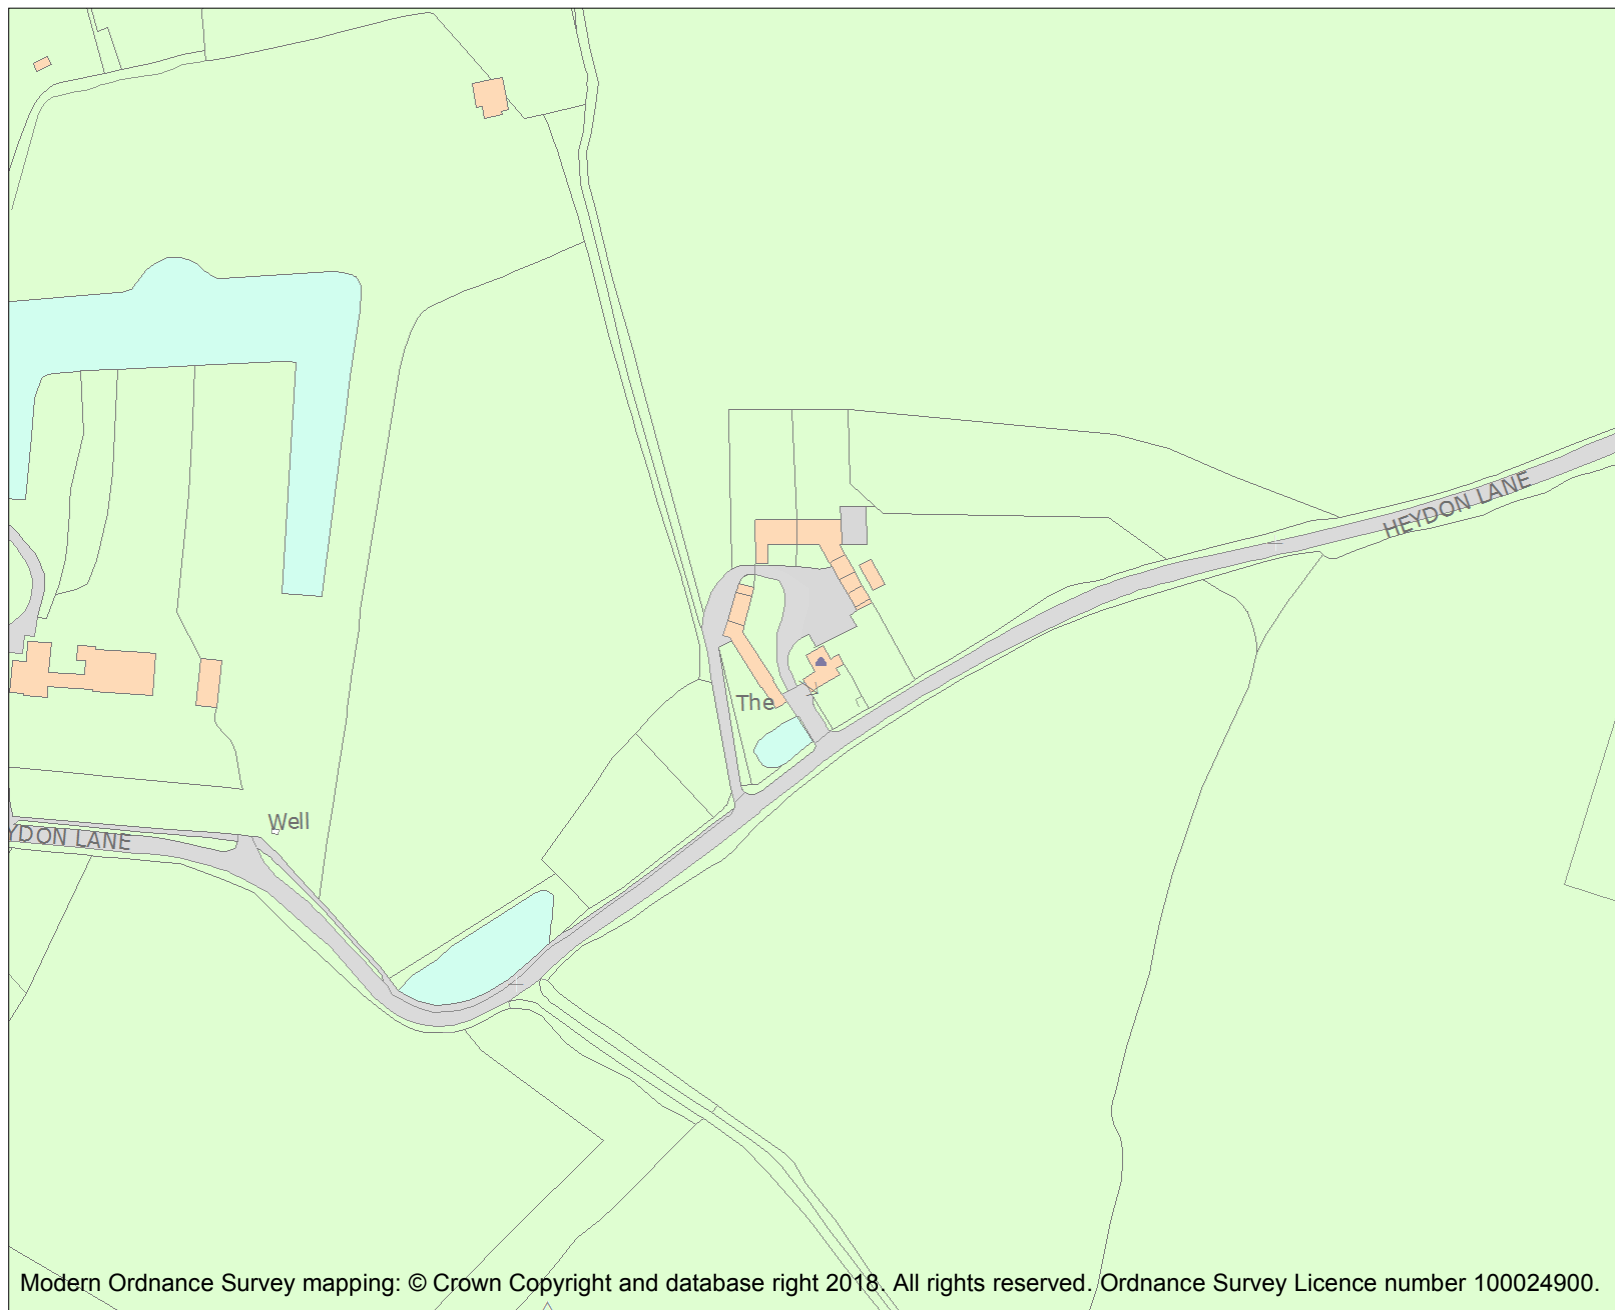 HEYDON LANE
The
Well
YDON LANE
Modern Ordnance Survey mapping: © Crown Copyright and database right 2018. All rights reserved. Ordnance Survey Licence number 100024900.